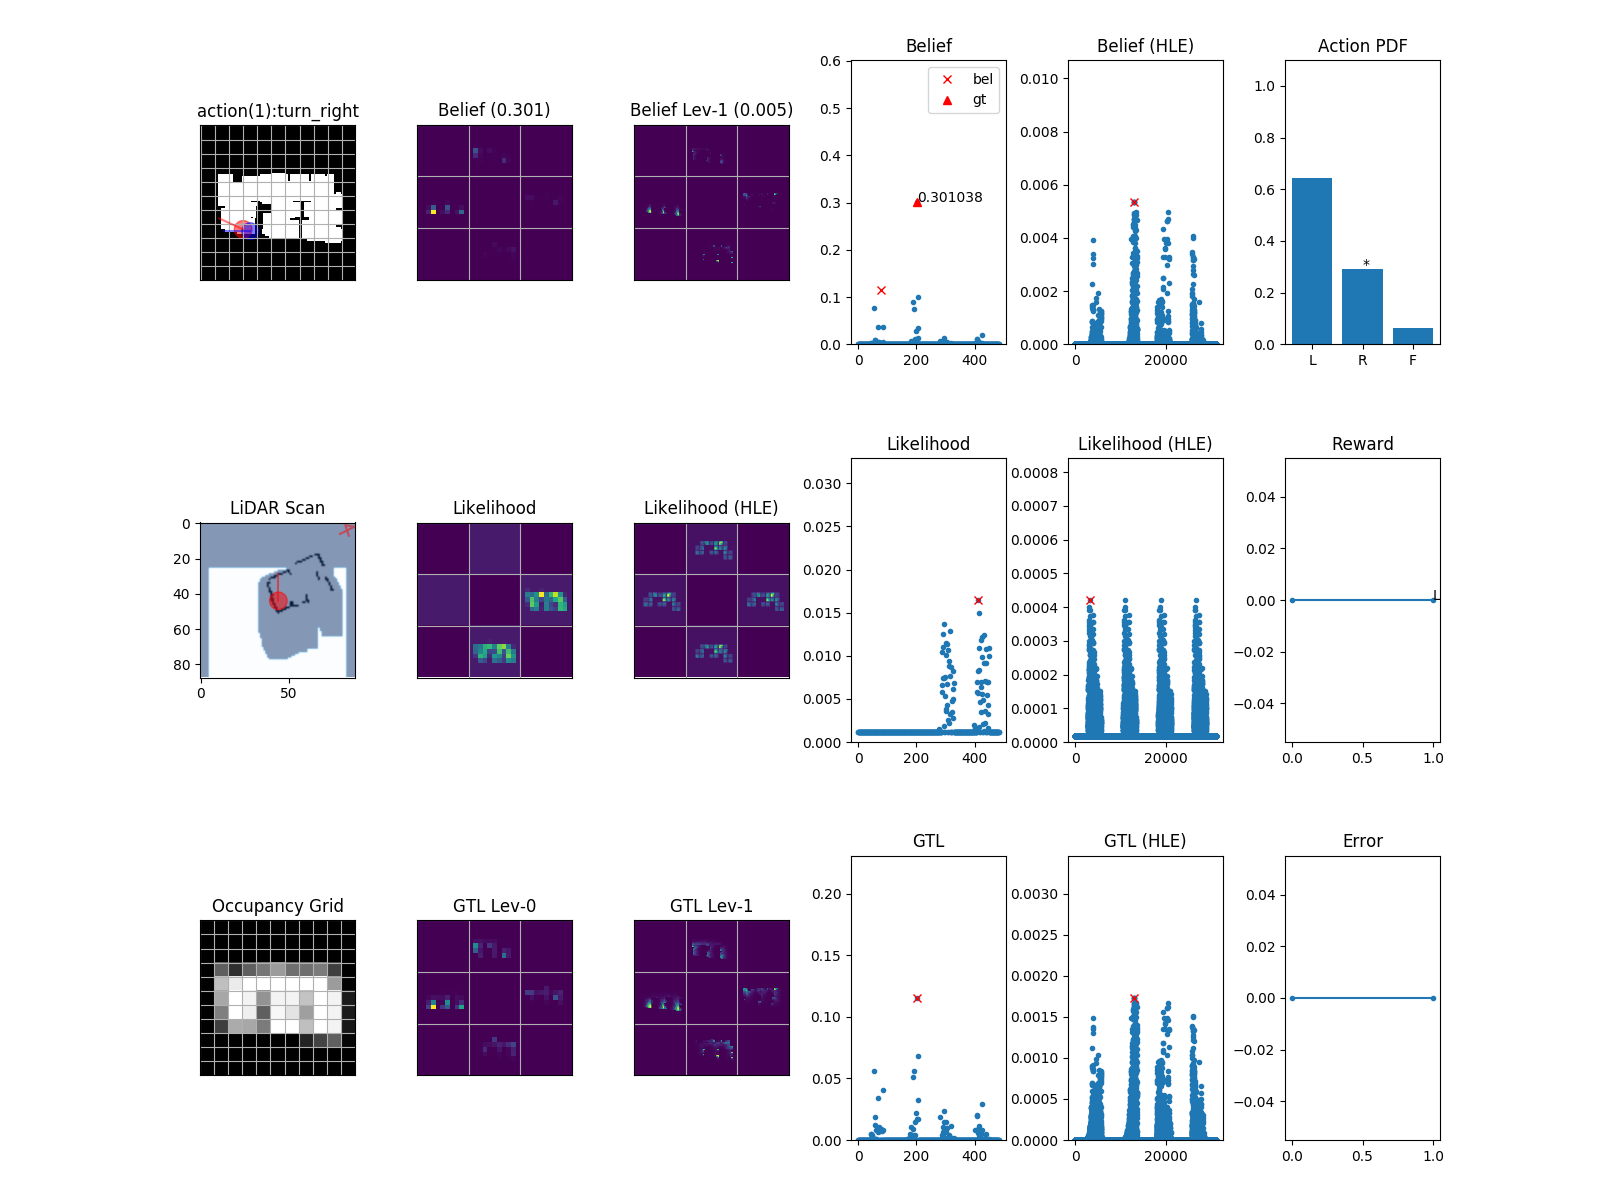 Belief
Belief (HLE)
Action PDF
action(1):turn_right
Belief (0.301)
Belief Lev-1 (0.005)
bel
gt
0.301038
0.6
0.5
0.4
0.3
0.2
0.1
0.0
0 200 400
0.010
0.008
0.006
0.004
0.002
0.000
0 20000
1.0
0.8
0.6
0.4
0.2
0.0
*
L R F
Likelihood
Likelihood (HLE)
Reward
LiDAR Scan
Likelihood
Likelihood (HLE)
0
20
40
60
80
0 50
0.030
0.025
0.020
0.015
0.010
0.005
0.000
0 200 400
0.0008
0.0007
0.0006
0.0005
0.0004
0.0003
0.0002
0.0001
0.0000
0 20000
0.04
0.02
0.00
−0.02
−0.04
0.0 0.5 1.0
GTL
GTL (HLE)
Error
Occupancy Grid
GTL Lev-0
GTL Lev-1
0.20
0.15
0.10
0.05
0.00
0 200 400
0.0030
0.0025
0.0020
0.0015
0.0010
0.0005
0.0000
0 20000
0.04
0.02
0.00
−0.02
−0.04
0.0 0.5 1.0